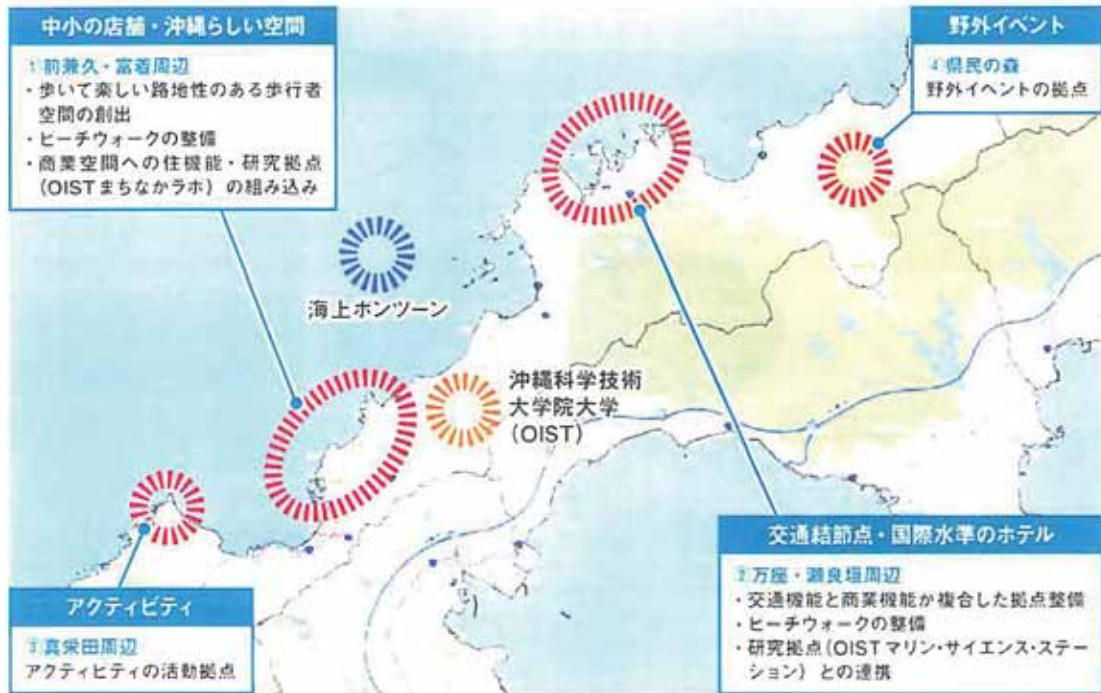 中小の店舗・沖縄らしい空間
①前兼久・富着周辺
・歩いて楽しい路地性のある歩行者
空間の創出
・ビーチウォークの整備
・商業空間への住機能・研究拠点
(OISTまちなかラボ)の組み込み
野外イベント
④県民の森
野外イベントの拠点
海上ポンツーン
沖縄科学技術
大学院大学
(OIST)
アクティビティ
③真栄田周辺
アクティビティの活動拠点
交通結節点・国際水準のホテル
②万座・瀬良垣周辺
・交通機能と商業機能が複合した拠点整備
・ビーチウォークの整備
・研究拠点(OISTマリン・サイエンス・ステー
ション)との連携